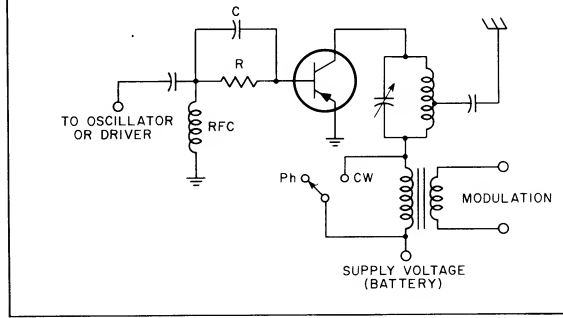 C
R
TO OSCILLATOR
OR DRIVER
RFC
Ph
CW
MODULATION
SUPPLY VOLTAGE
(BATTERY)